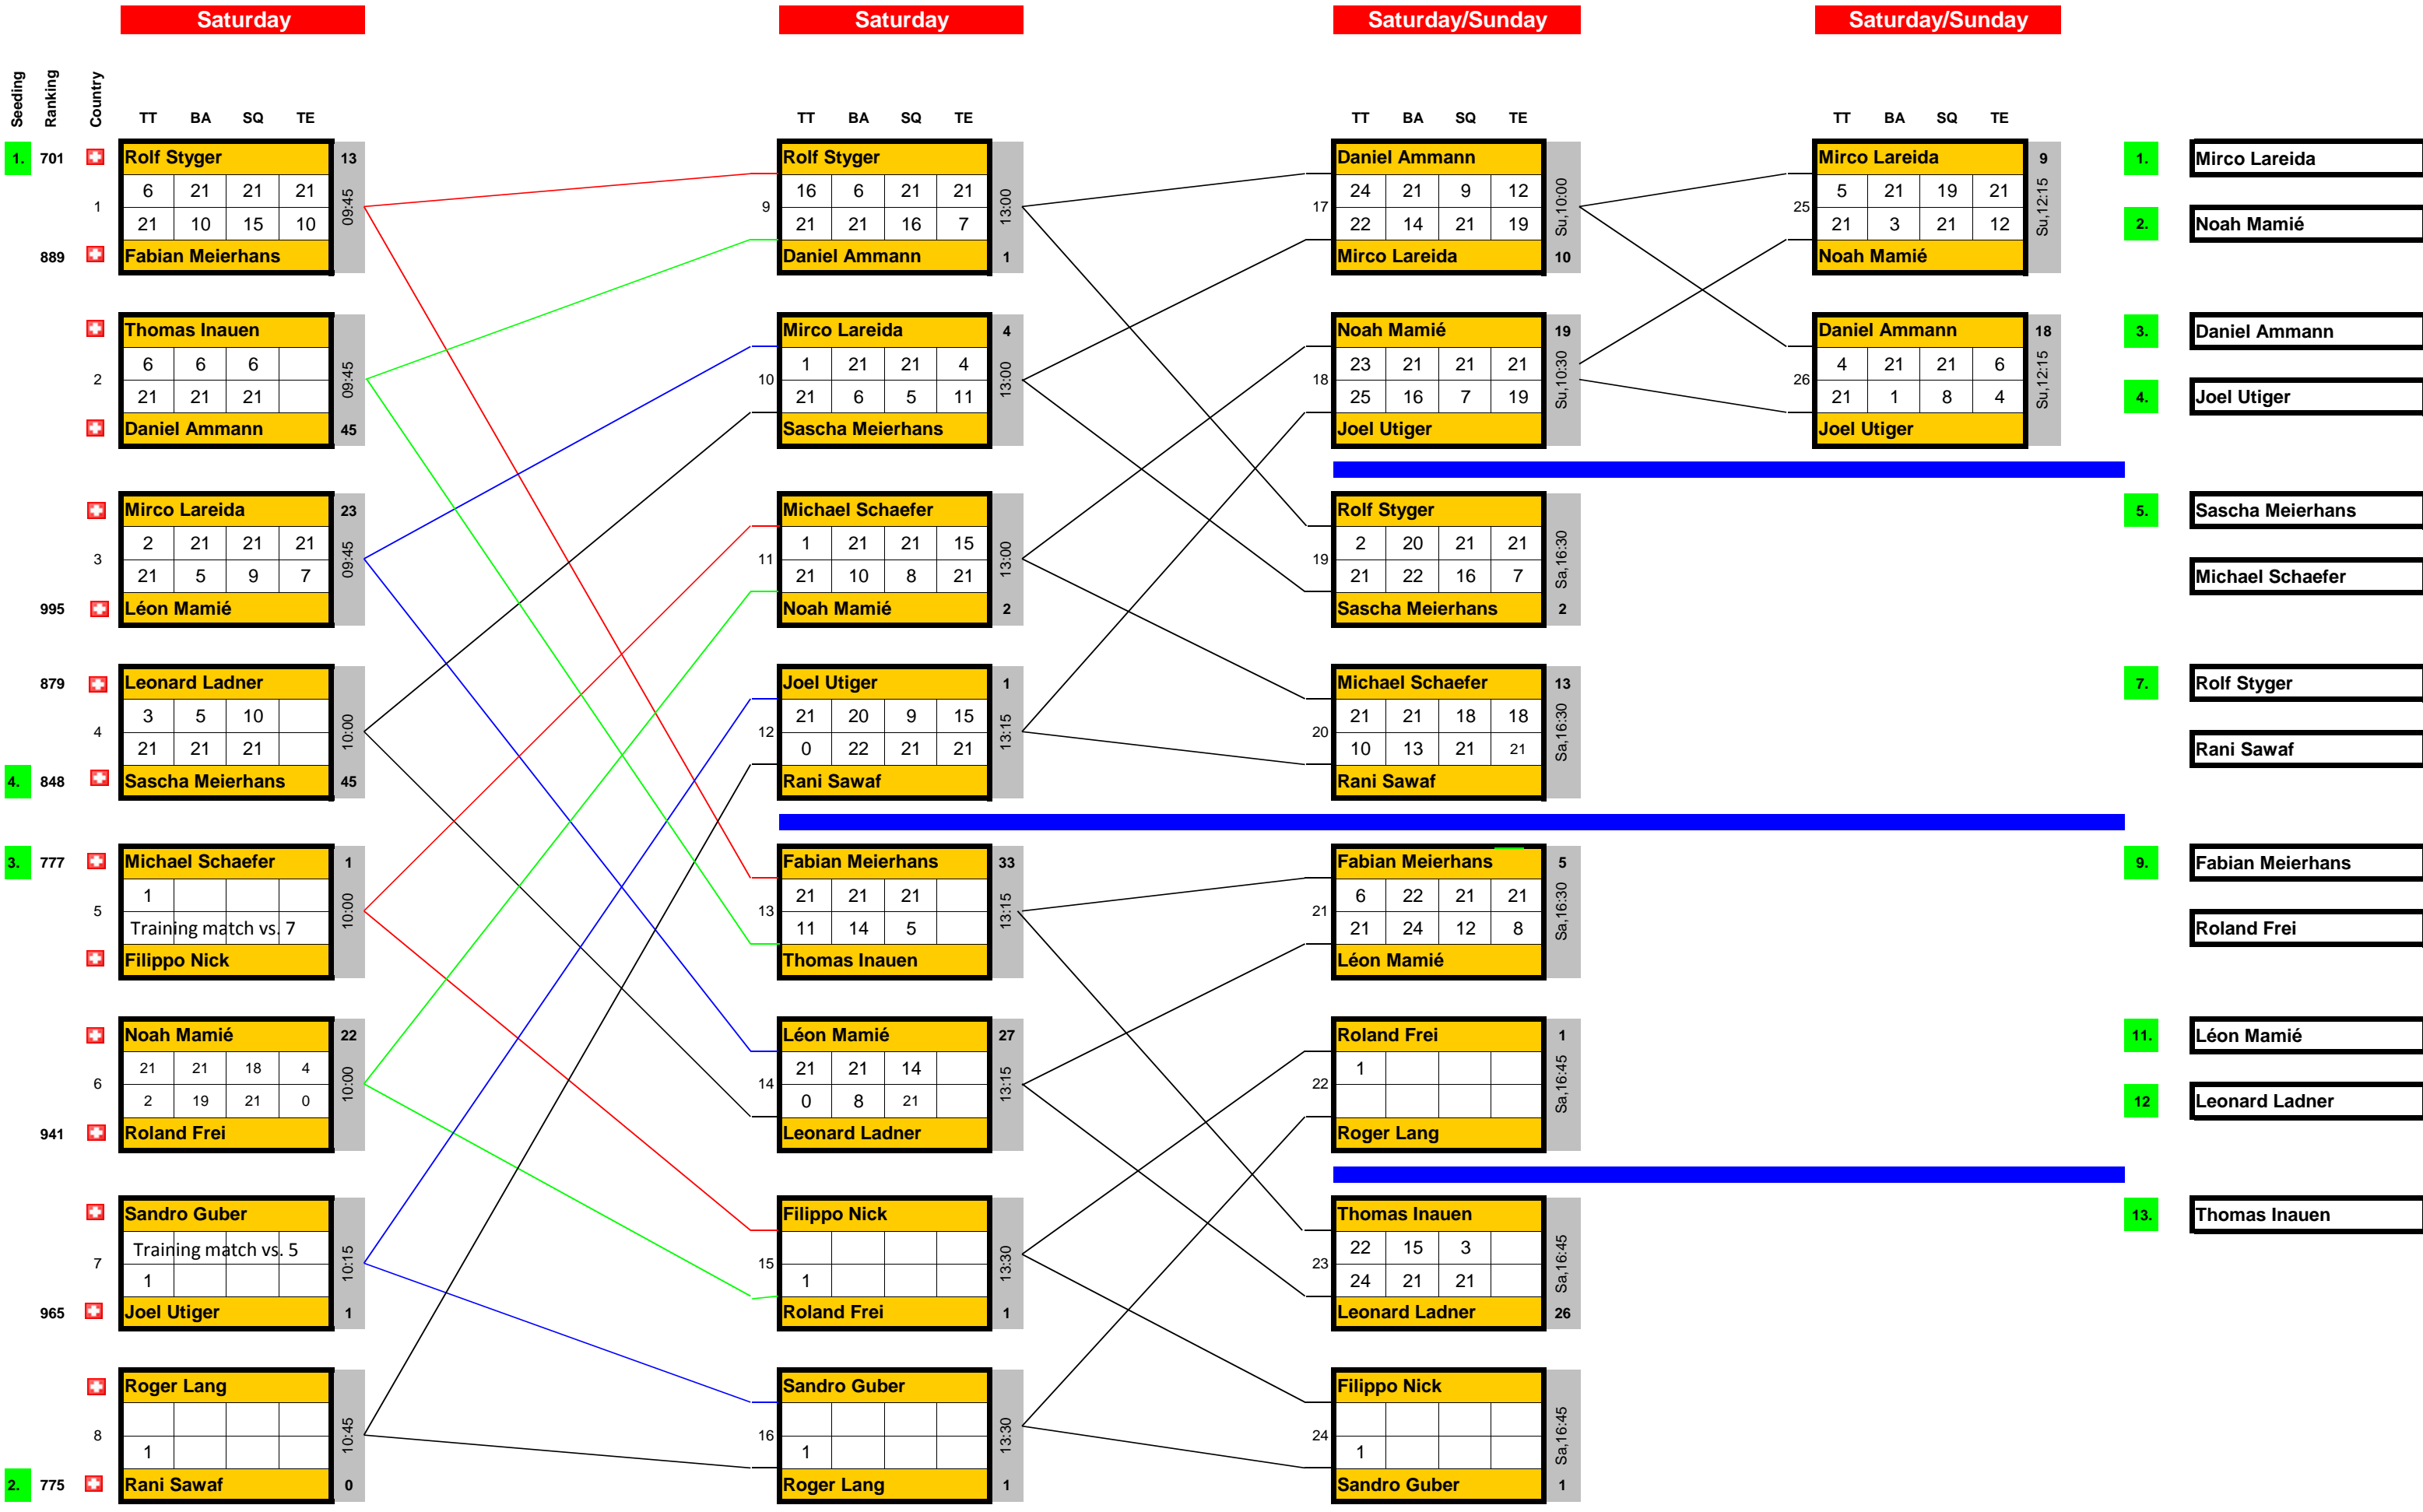 Saturday Saturday Saturday/Sunday Saturday/Sunday
Seeding Ranking Country TT BA SQ TE TT BA SQ TE TT BA SQ TE TT BA SQ TE
1. 701 Rolf Styger 13 Rolf Styger Daniel Ammann Mirco Lareida 9 1. Mirco Lareida
6 21 21 21 16 6 21 21 24 21 9 12 5 21 19 21
1 09:45 9 13:00 17 Su,10:00 25 Su,12:15
21 10 15 10 21 21 16 7 22 14 21 19 21 3 21 12 2. Noah Mamié
889 Fabian Meierhans Daniel Ammann 1 Mirco Lareida 10 Noah Mamié
Thomas Inauen Mirco Lareida 4 Noah Mamié 19 Daniel Ammann 18 3. Daniel Ammann
6 6 6 1 21 21 4 23 21 21 21 4 21 21 6
2 09:45 10 13:00 18 Su,10:30 26 Su,12:15
21 21 21 21 6 5 11 25 16 7 19 21 1 8 4 4. Joel Utiger
Daniel Ammann 45 Sascha Meierhans Joel Utiger Joel Utiger
Mirco Lareida 23 Michael Schaefer Rolf Styger 5. Sascha Meierhans
2 21 21 21 1 21 21 15 2 20 21 21
3 09:45 11 13:00 19 Sa,16:30
21 5 9 7 21 10 8 21 21 22 16 7 Michael Schaefer
995 Léon Mamié Noah Mamié 2 Sascha Meierhans 2
879 Leonard Ladner Joel Utiger 1 Michael Schaefer 13 7. Rolf Styger
3 5 10 21 20 9 15 21 21 18 18
4 10:00 12 13:15 20 Sa,16:30
21 21 21 0 22 21 21 10 13 21 21 Rani Sawaf
4. 848 Sascha Meierhans 45 Rani Sawaf Rani Sawaf
3. 777 Michael Schaefer 1 Fabian Meierhans 33 Fabian Meierhans 5 9. Fabian Meierhans
1 21 21 21 6 22 21 21
5 10:00 13 13:15 21 Sa,16:30
Training match vs. 7 11 14 5 21 24 12 8 Roland Frei
Filippo Nick Thomas Inauen Léon Mamié
Noah Mamié 22 Léon Mamié 27 Roland Frei 1 11. Léon Mamié
21 21 18 4 21 21 14 1
6 10:00 14 13:15 22 Sa,16:45
2 19 21 0 0 8 21 12 Leonard Ladner
941 Roland Frei Leonard Ladner Roger Lang
Sandro Guber Filippo Nick Thomas Inauen 13. Thomas Inauen
Training match vs. 5 22 15 3
7 10:15 15 13:30 23 Sa,16:45
1 1 24 21 21
965 Joel Utiger 1 Roland Frei 1 Leonard Ladner 26
Roger Lang Sandro Guber Filippo Nick
8 10:45 16 13:30 24 Sa,16:45
1 1 1
2. 775 Rani Sawaf 0 Roger Lang 1 Sandro Guber 1